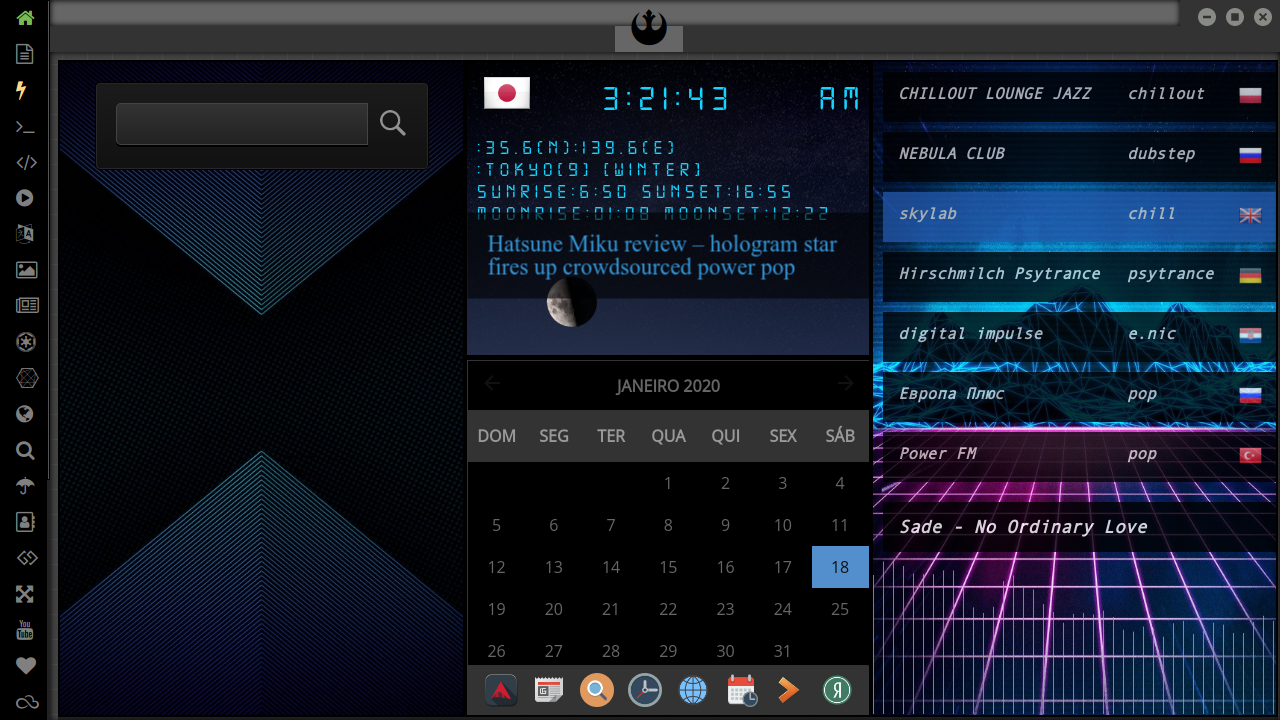 3:21:43 AM
:35.6(N):139.6(E)
:TOKYO(9) (WINTER)
SUNRISE:6:50 SUNSET:16:55
MOONRISE:01:08 MOONSET:12:22
Hatsune Miku review – hologram star
fires up crowdsourced power pop
JANEIRO 2020
DOM SEG TER QUA QUI SEX SÁB
1 2 3 4
5 6 7 8 9 10 11
12 13 14 15 16 17 18
19 20 21 22 23 24 25
26 27 28 29 30 31
CHILLOUT LOUNGE JAZZ chillout
NEBULA CLUB dubstep
skylab chill
Hirschmilch Psytrance psytrance
digital impulse e.nic
Европа Плюс pop
Power FM pop
Sade - No Ordinary Love
You
Tube
Я